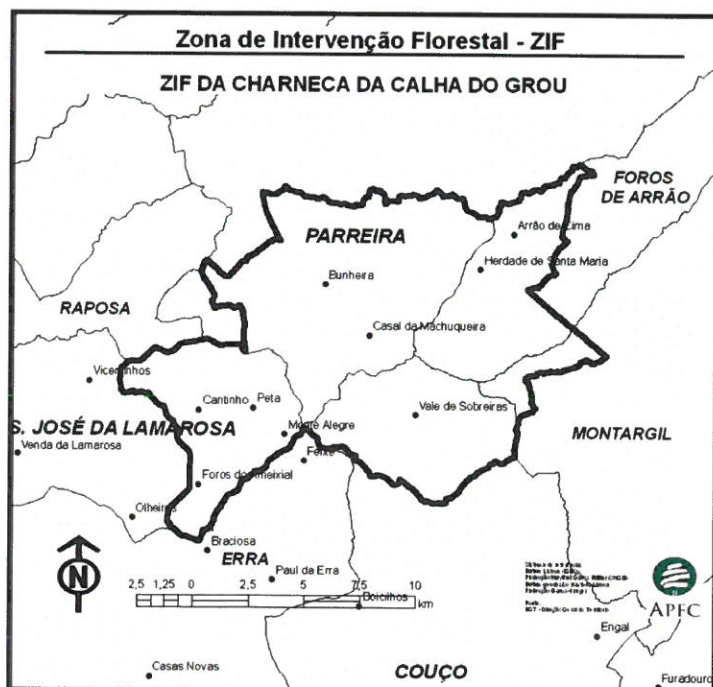 Zona de Intervenção Florestal - ZIF
ZIF DA CHARNECA DA CALHA DO GROU
FOROS
DE ARRÃO
PARREIRA
Arrão de Cima
Herdade de Santa Maria
Bunheira
RAPOSA
Casal da Machuqueira
Vicentinhos
Cantinho
Peta
Vale de Sobreiras
S. JOSÉ DA LAMAROSA
Monte Alegre
MONTARGIL
Venda da Lamarosa
Feixe
Foros do Ameixial
Olheiros
Braciosa
ERRA
N
Paul da Erra
2,5 1,25 0 2,5 5 7,5 10
km
Boicilhos
APFC
Engal
COUÇO
Casas Novas
Furadouro